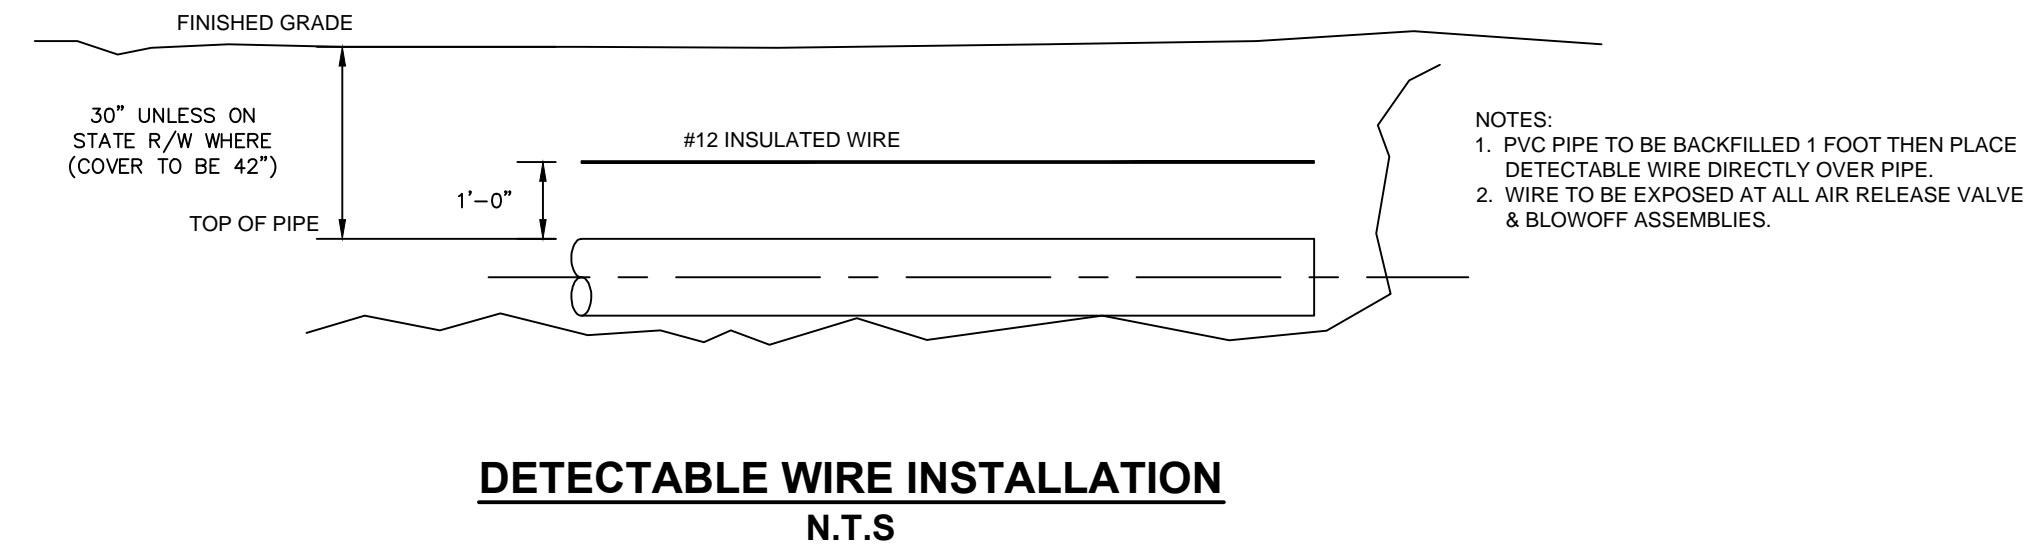 FINISHED GRADE
30” UNLESS ON
STATE R/W WHERE
(COVER TO BE 42”)
#12 INSULATED WIRE
1’–0”
TOP OF PIPE
NOTES:
1. PVC PIPE TO BE BACKFILLED 1 FOOT THEN PLACE
DETECTABLE WIRE DIRECTLY OVER PIPE.
2. WIRE TO BE EXPOSED AT ALL AIR RELEASE VALVE
& BLOWOFF ASSEMBLIES.
DETECTABLE WIRE INSTALLATION
N.T.S